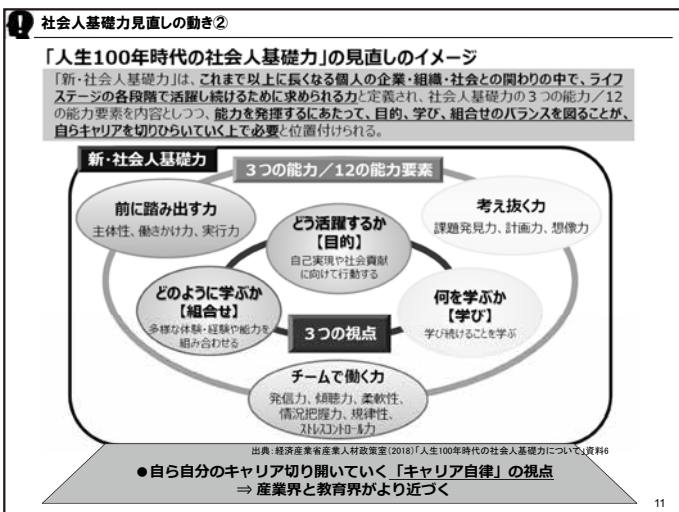 社会人基礎力見直しの動き②
「人生100年時代の社会人基礎力」の見直しのイメージ
「新・社会人基礎力」は、これまで以上に長くなる個人の企業・組織・社会との関わりの中で、ライフ
ステージの各段階で活躍し続けるために求められる力と定義され、社会人基礎力の３つの能力／12
の能力要素を内容としつつ、能力を発揮するにあたって、目的、学び、組合せのバランスを図ることが、
自らキャリアを切りひらいていく上で必要と位置付けられる。
新・社会人基礎力
３つの能力／12の能力要素
前に踏み出す力
主体性、働きかけ力、実行力
考え抜く力
課題発見力、計画力、想像力
どう活躍するか
【目的】
自己実現や社会貢献
に向けて行動する
どのように学ぶか
【組合せ】
多様な体験・経験や能力を
組み合わせる
何を学ぶか
【学び】
学び続けることを学ぶ
３つの視点
チームで働く力
発信力、傾聴力、柔軟性、
情況把握力、規律性、
ストレスコントロール力
出典：経済産業省産業人材政策室（2018）「人生100年時代の社会人基礎力について」資料6
●自ら自分のキャリア切り開いていく「キャリア自律」の視点
⇒ 産業界と教育界がより近づく
11